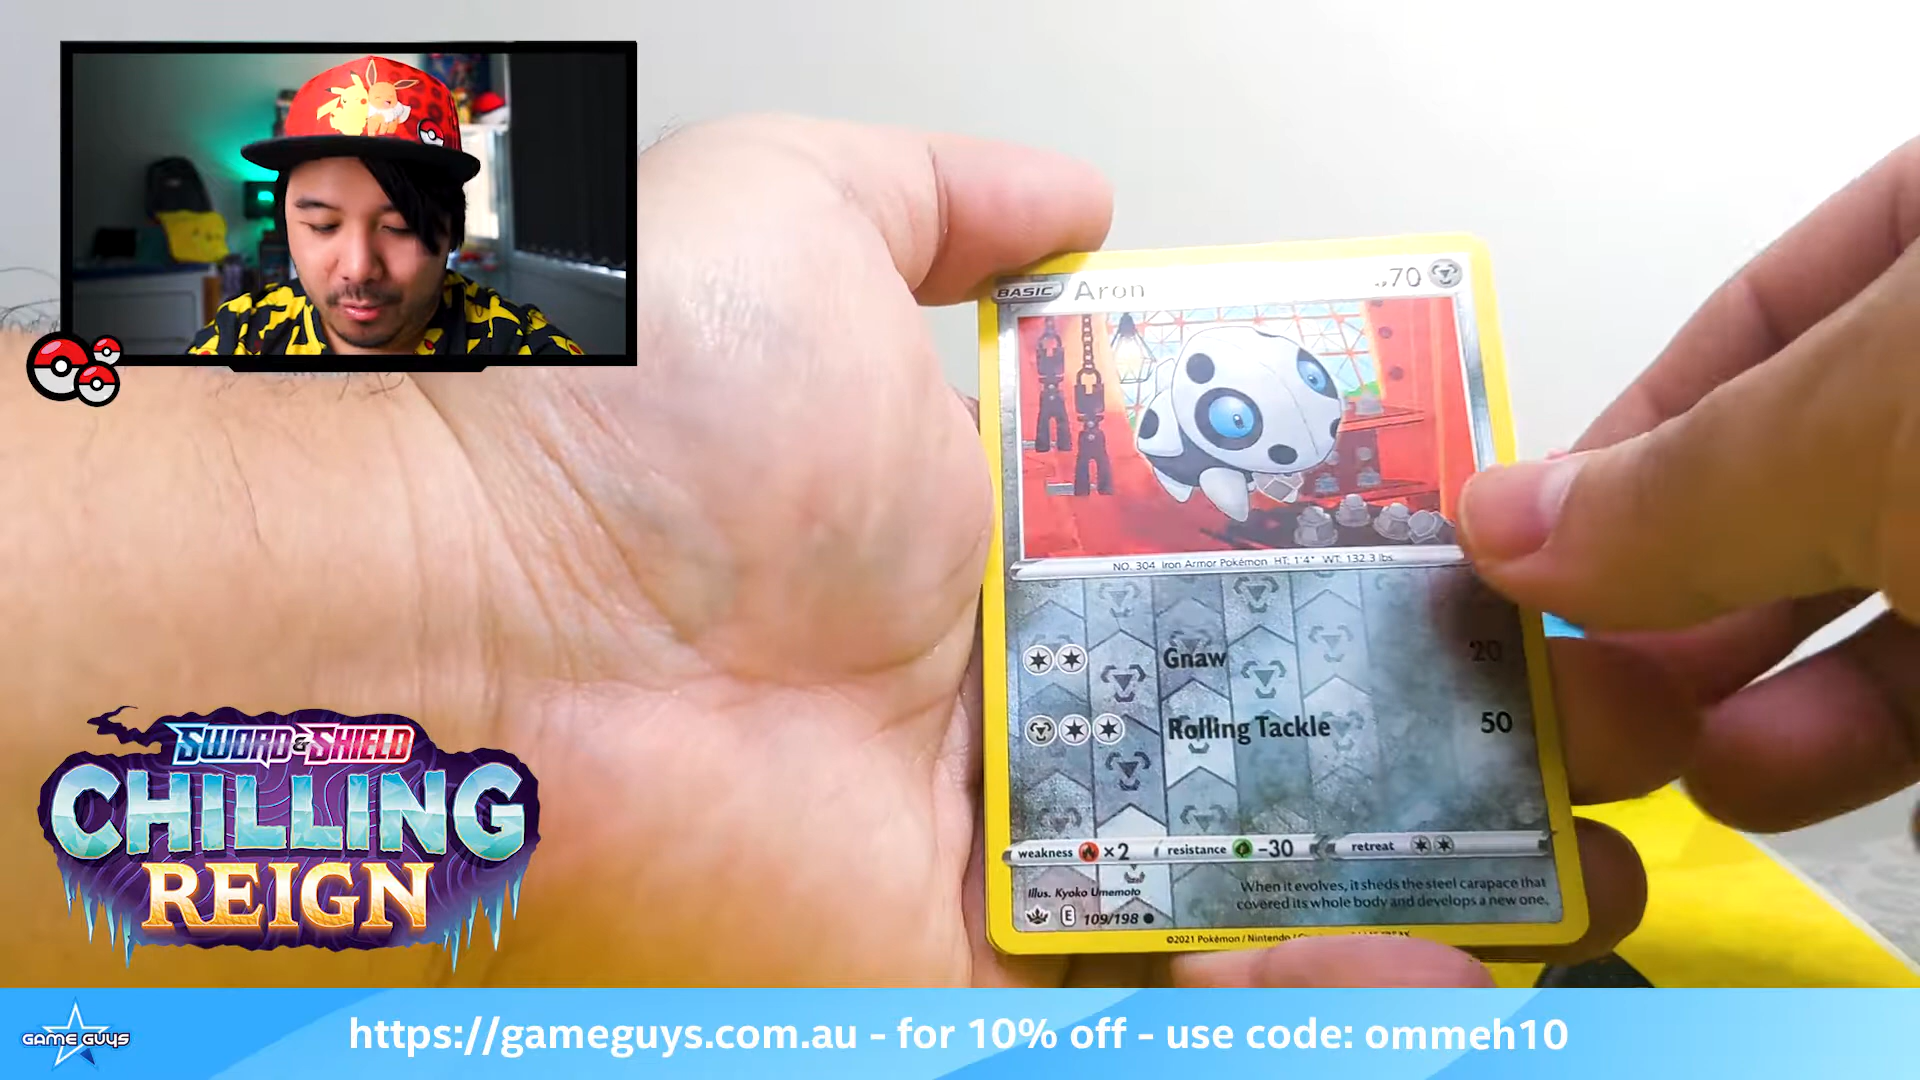 BASIC Aron 70
NO. 304 Iron Armor Pokémon HT: 1'4" WT: 132.3 lbs.
Gnaw 20
Rolling Tackle 50
weakness ×2 resistance -30 retreat
Illus. Kyoko Umemoto
When it evolves, it sheds the steel carapace that
covered its whole body and develops a new one.
E 109/198
©2021 Pokémon / Nintendo /
SWORD & SHIELD
CHILLING
REIGN
GAME GUYS
https://gameguys.com.au - for 10% off - use code: ommeh10